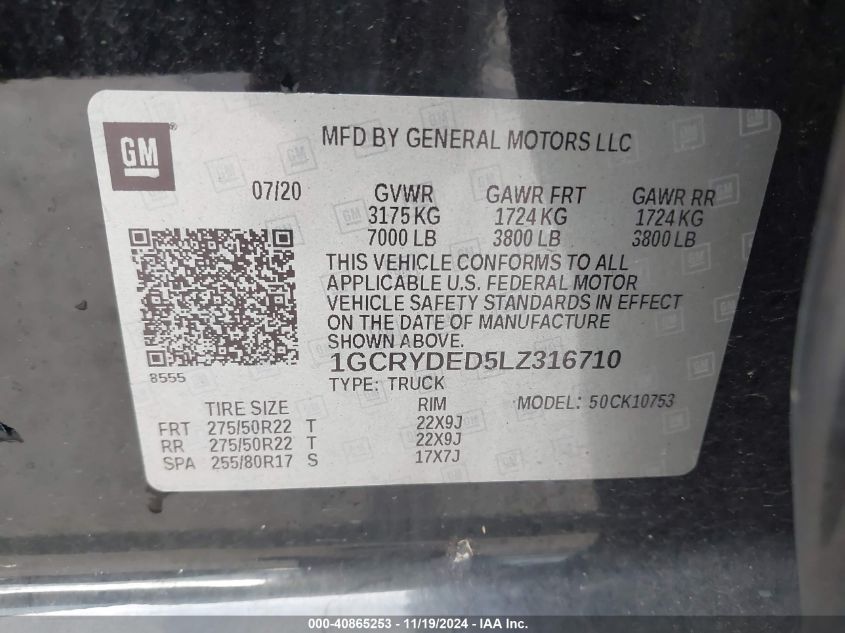 GM ®
MFD BY GENERAL MOTORS LLC
07/20 GVWR GAWR FRT GAWR RR
3175 KG 1724 KG 1724 KG
7000 LB 3800 LB 3800 LB
THIS VEHICLE CONFORMS TO ALL
APPLICABLE U.S. FEDERAL MOTOR
VEHICLE SAFETY STANDARDS IN EFFECT
ON THE DATE OF MANUFACTURE
SHOWN ABOVE.
1GCRYDED5LZ316710
8555
TYPE: TRUCK
TIRE SIZE RIM MODEL: 50CK10753
FRT 275/50R22 T 22X9J
RR 275/50R22 T 22X9J
SPA 255/80R17 S 17X7J
000-40865253 - 11/19/2024 - IAA Inc.